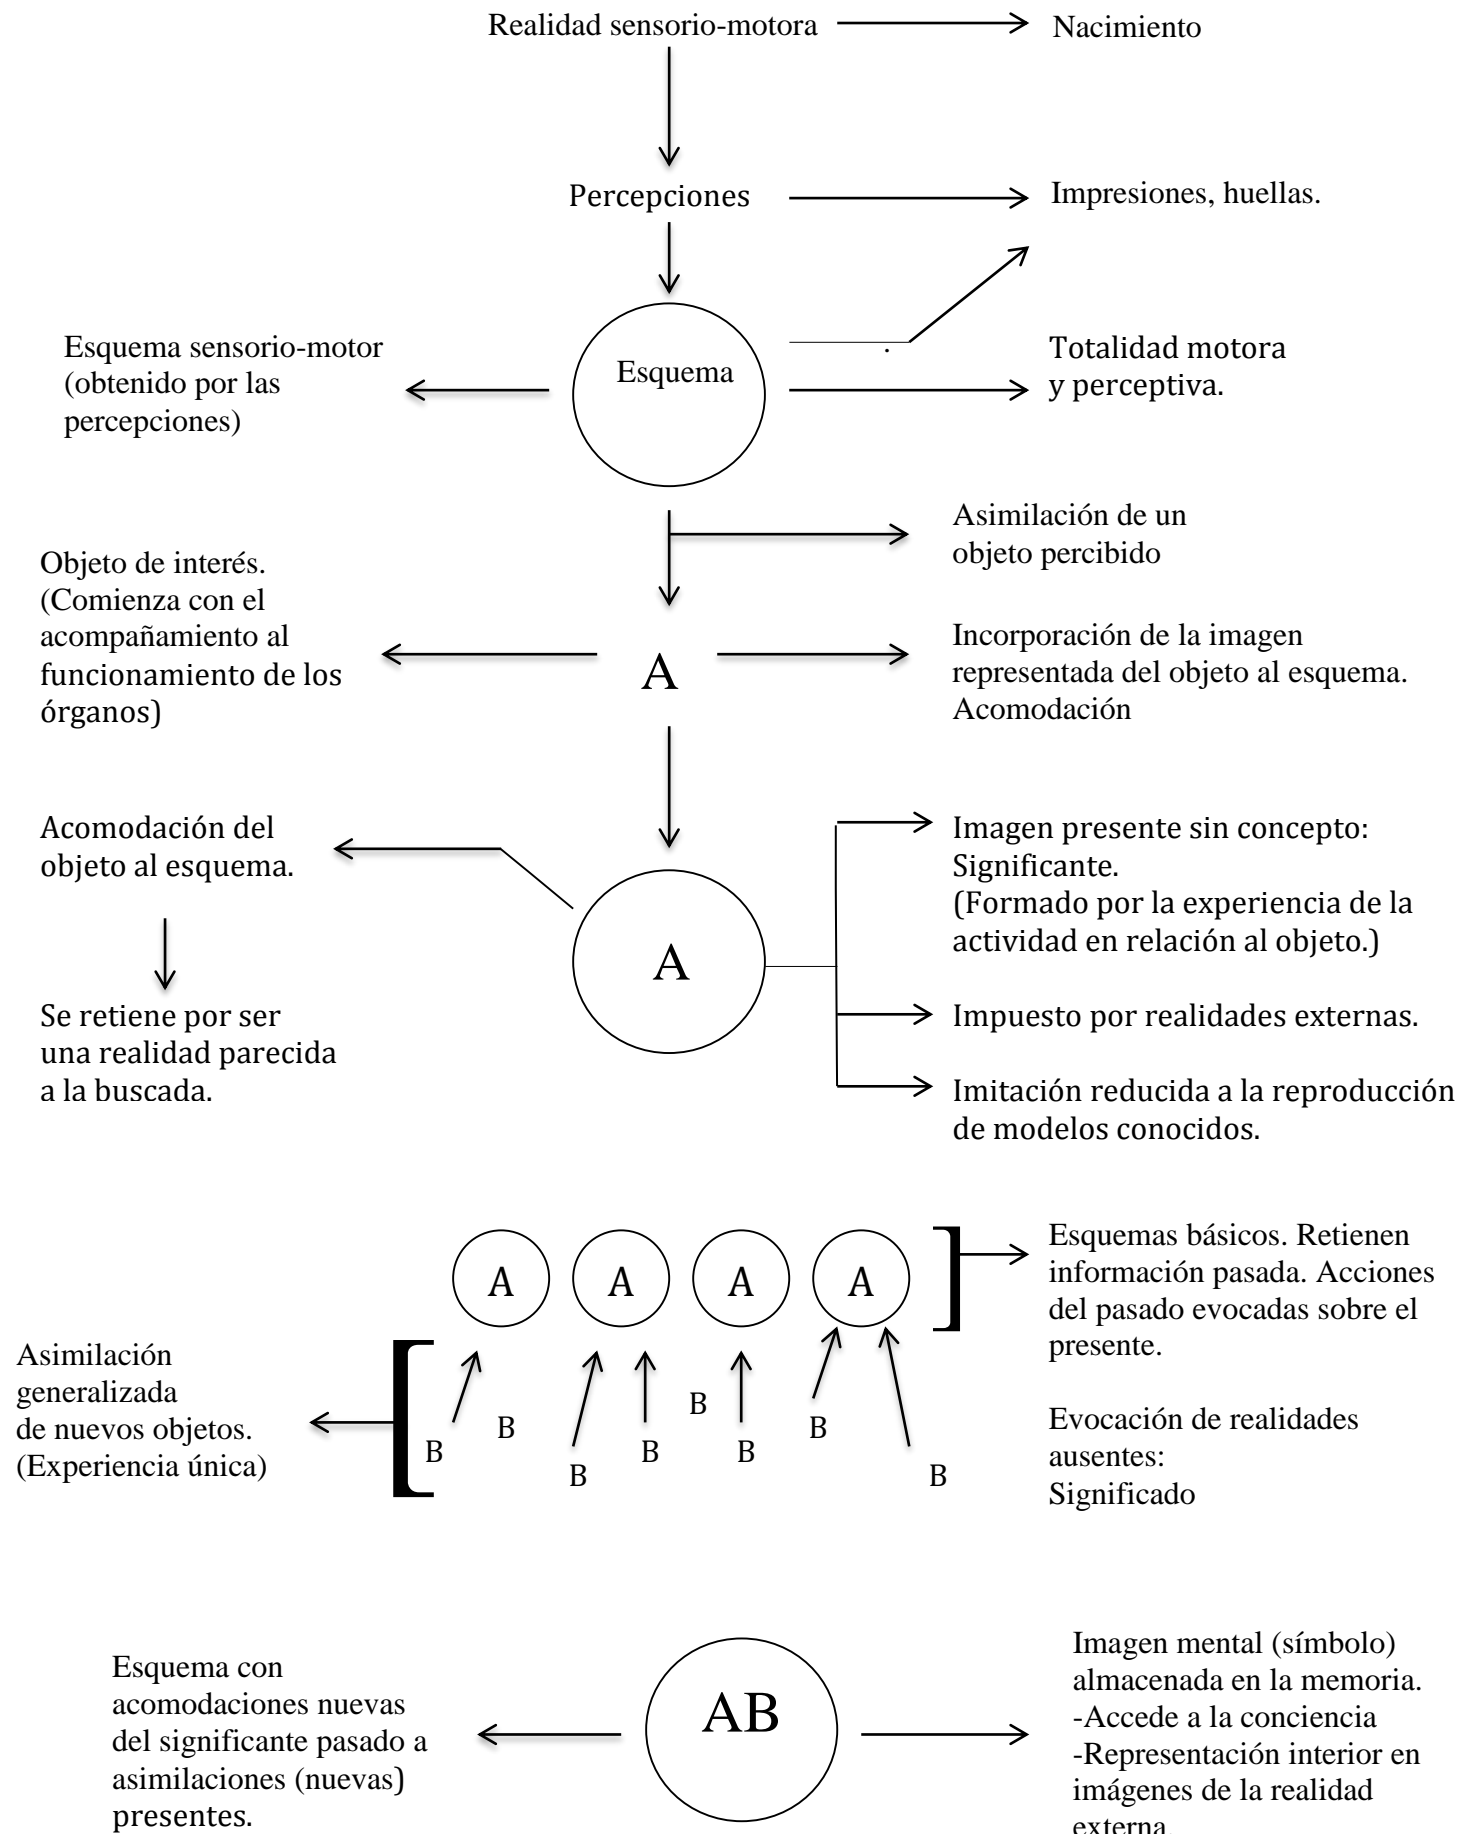 Realidad sensorio-motora
Nacimiento
Percepciones
Impresiones, huellas.
Esquema sensorio-motor
(obtenido por las
percepciones)
Esquema
.
Totalidad motora
y perceptiva.
Asimilación de un
objeto percibido
Objeto de interés.
(Comienza con el
acompañamiento al
funcionamiento de los
órganos)
A
Incorporación de la imagen
representada del objeto al esquema.
Acomodación
Acomodación del
objeto al esquema.
Se retiene por ser
una realidad parecida
a la buscada.
A
Imagen presente sin concepto:
Significante.
(Formado por la experiencia de la
actividad en relación al objeto.)
Impuesto por realidades externas.
Imitación reducida a la reproducción
de modelos conocidos.
A A A A
Esquemas básicos. Retienen
información pasada. Acciones
del pasado evocadas sobre el
presente.
Asimilación
generalizada
de nuevos objetos.
(Experiencia única)
B B B B B B B B
Evocación de realidades
ausentes:
Significado
Esquema con
acomodaciones nuevas
del significante pasado a
asimilaciones (nuevas)
presentes.
AB
Imagen mental (símbolo)
almacenada en la memoria.
-Accede a la conciencia
-Representación interior en
imágenes de la realidad
externa.